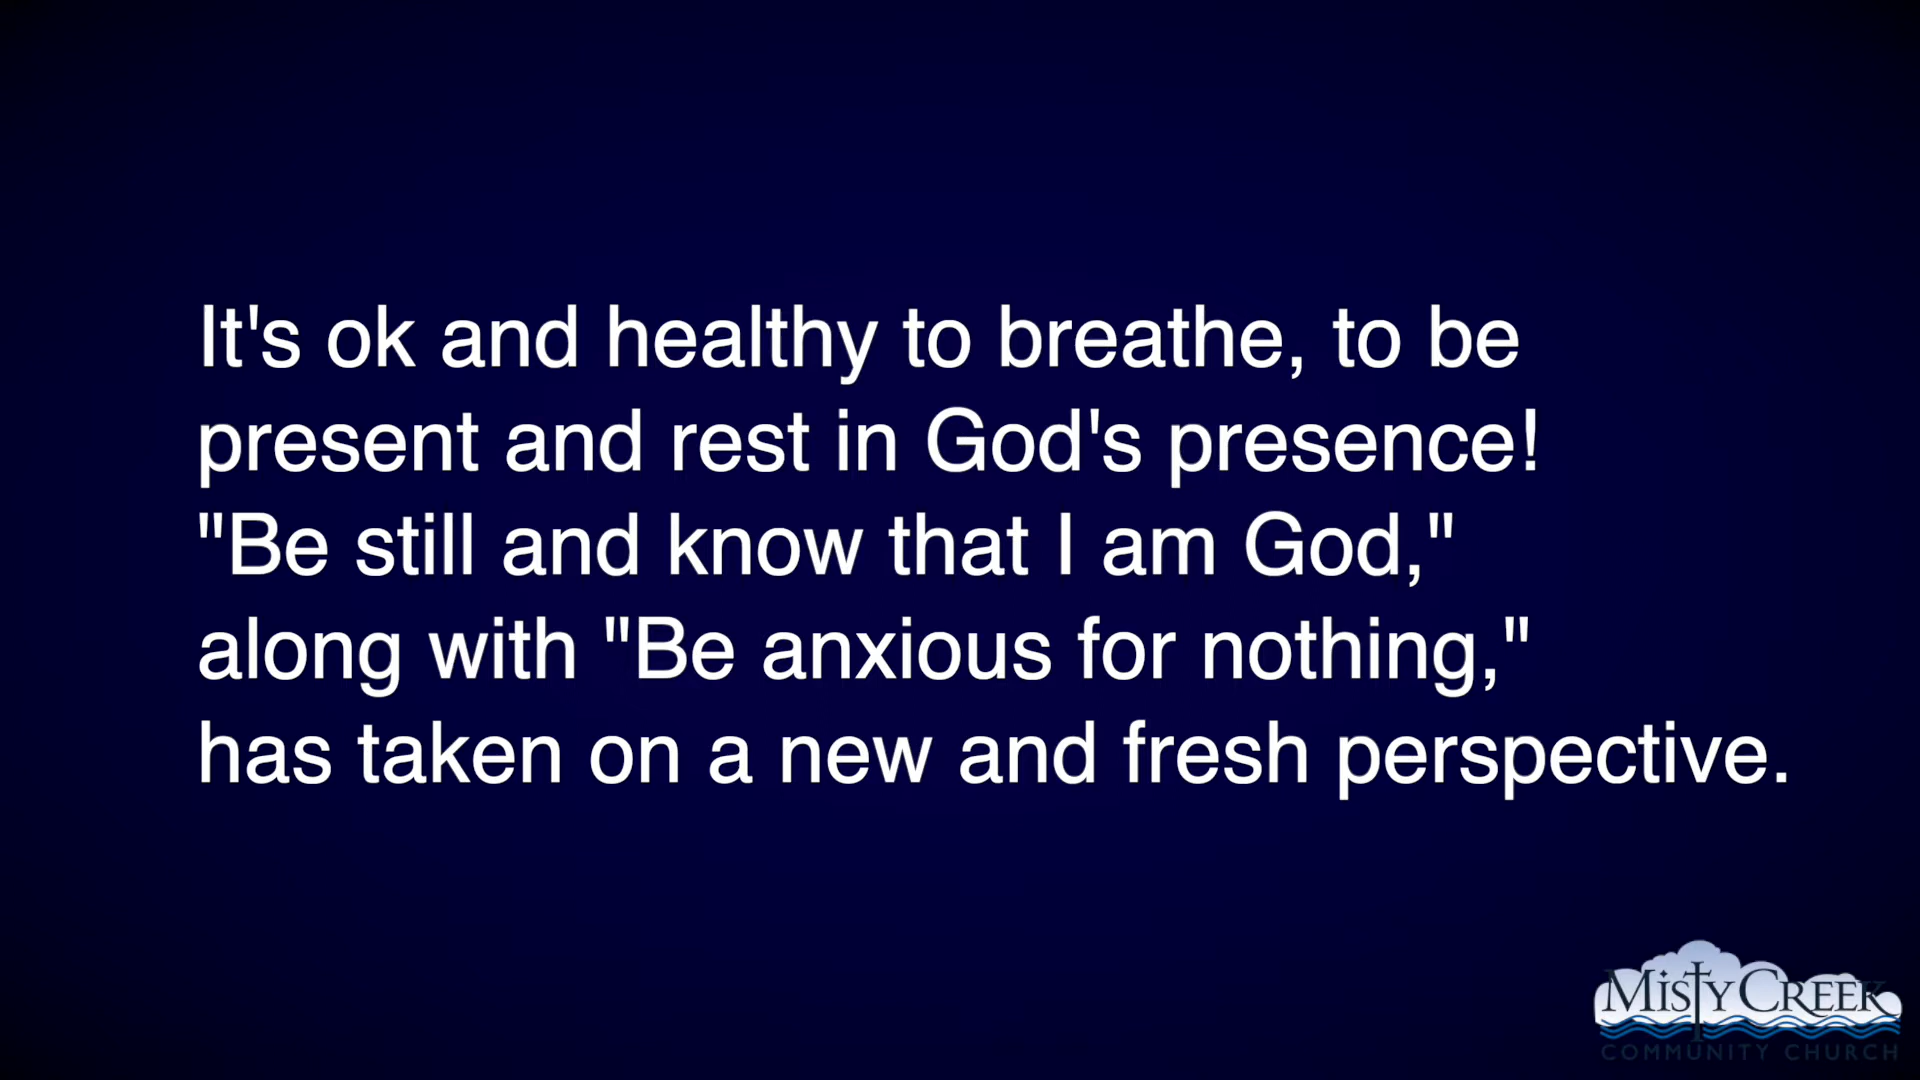 It's ok and healthy to breathe, to be
present and rest in God's presence!
"Be still and know that I am God,"
along with "Be anxious for nothing,"
has taken on a new and fresh perspective.
MISTY CREEK
COMMUNITY CHURCH